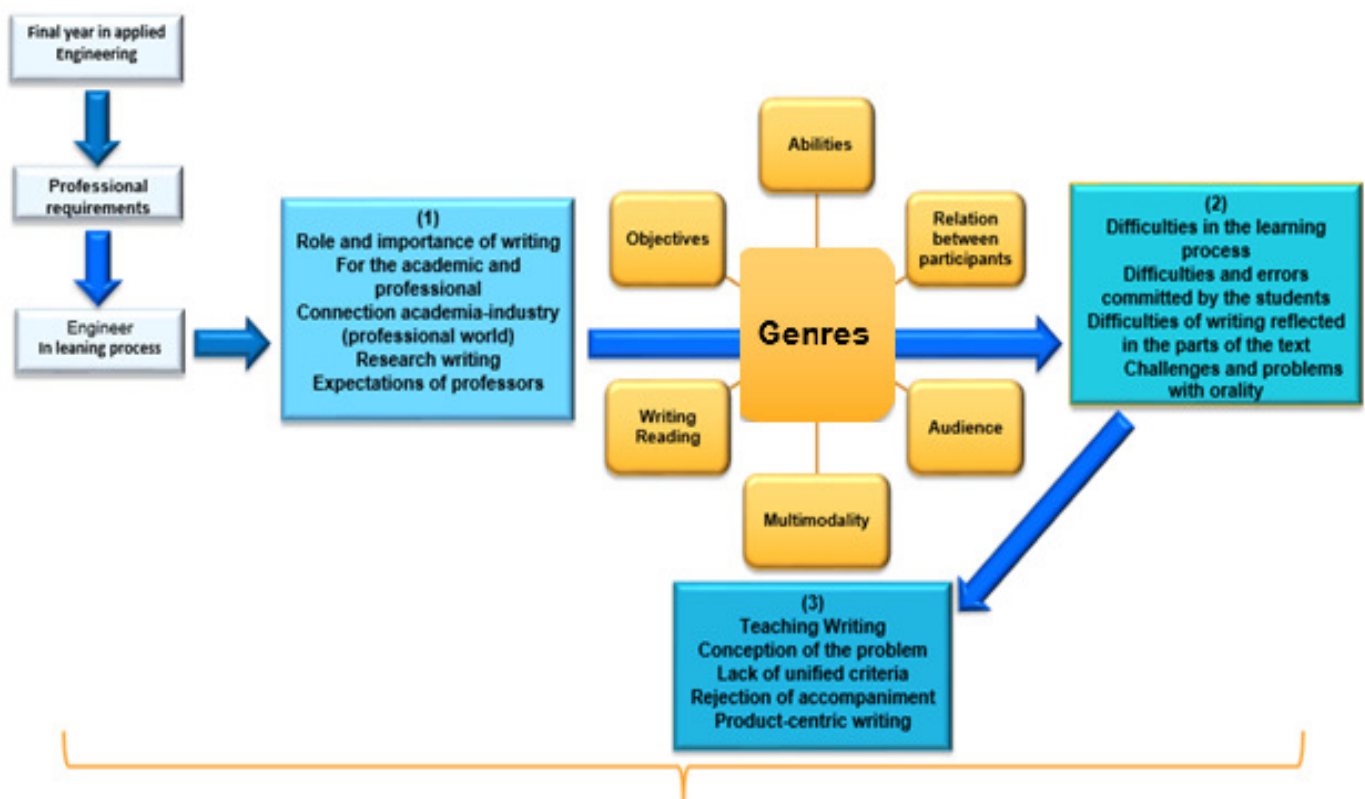 Final year in applied
Engineering
Professional
requirements
Engineer
In leaning process
(1)
Role and importance of writing
For the academic and
professional
Connection academia-industry
(professional world)
Research writing
Expectations of professors
Abilities
Objectives
Relation
between
participants
Genres
Writing
Reading
Audience
Multimodality
(2)
Difficulties in the learning
process
Difficulties and errors
committed by the students
Difficulties of writing reflected
in the parts of the text
Challenges and problems
with orality
(3)
Teaching Writing
Conception of the problem
Lack of unified criteria
Rejection of accompaniment
Product-centric writing